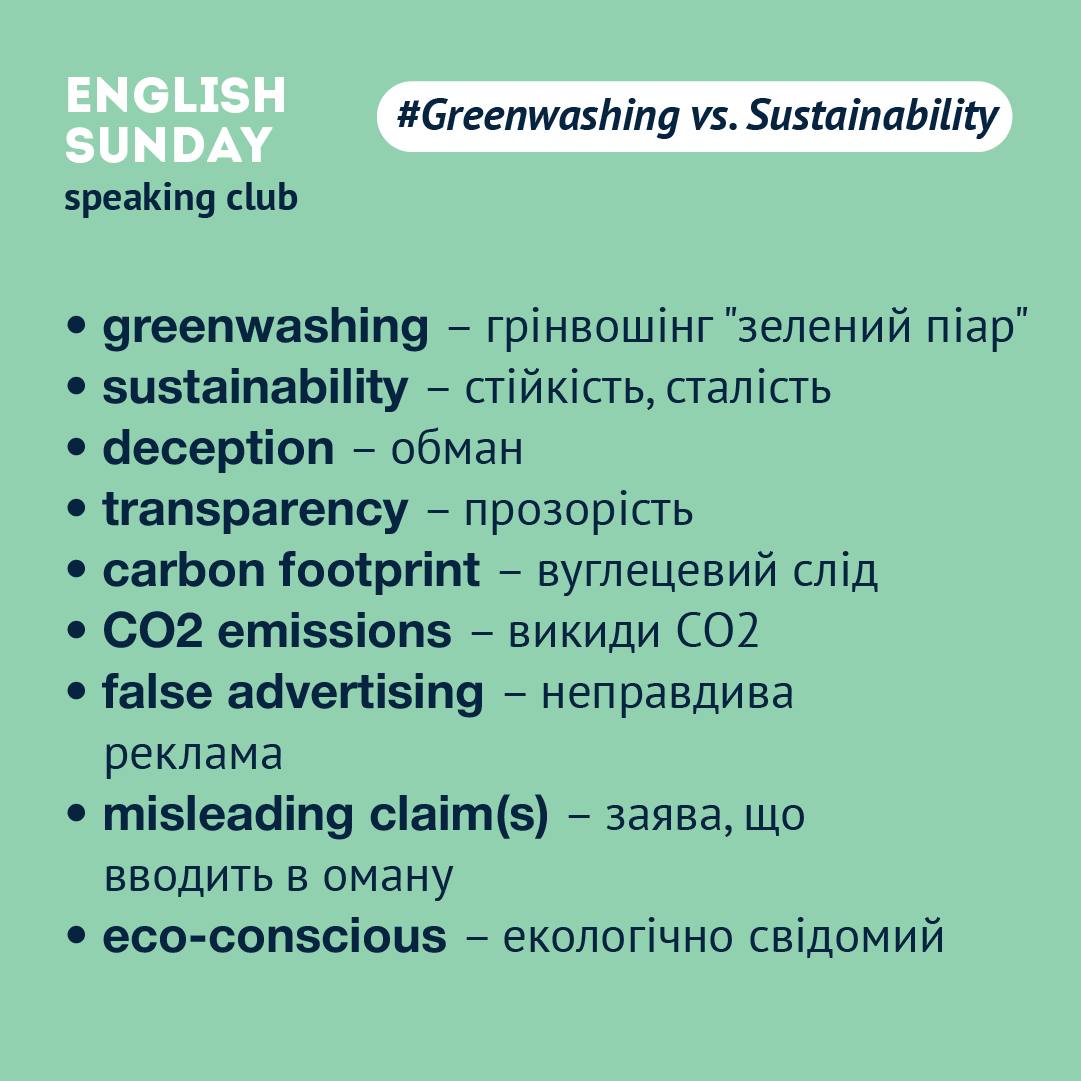 ENGLISH
SUNDAY
speaking club
#Greenwashing vs. Sustainability
• greenwashing – грінвошінг "зелений піар"
• sustainability – стійкість, сталість
• deception – обман
• transparency – прозорість
• carbon footprint – вуглецевий слід
• CO2 emissions – викиди CO2
• false advertising – неправдива
реклама
• misleading claim(s) – заява, що
вводить в оману
• eco-conscious – екологічно свідомий